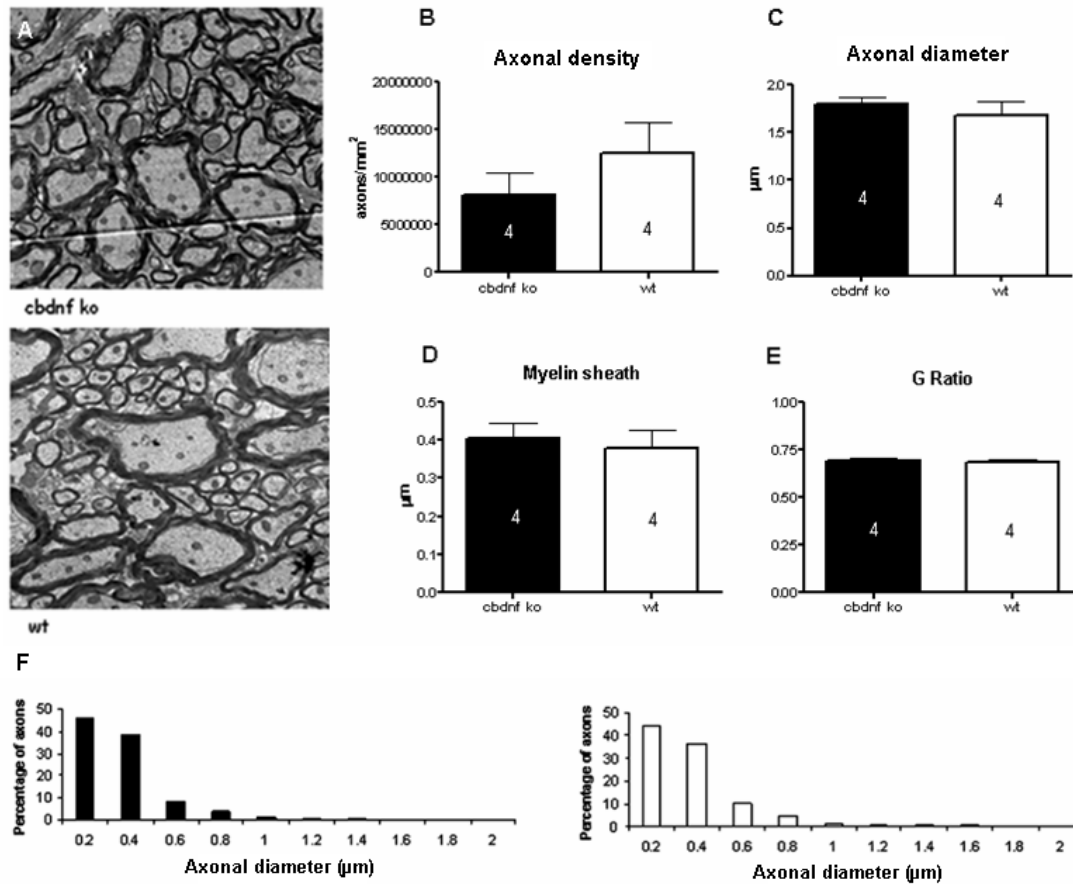 A
cbdnf ko
wt
B
Axonal density
axons/mm²
20000000
15000000
10000000
5000000
0
4
4
cbdnf ko
wt
C
Axonal diameter
µm
2.0
1.5
1.0
0.5
0.0
4
4
cbdnf ko
wt
D
Myelin sheath
µm
0.5
0.4
0.3
0.2
0.1
0.0
4
4
cbdnf ko
wt
E
G Ratio
1.00
0.75
0.50
0.25
0.00
4
4
cbdnf ko
wt
F
Percentage of axons
50
40
30
20
10
0
0.2 0.4 0.6 0.8 1 1.2 1.4 1.6 1.8 2
Axonal diameter (µm)
Percentage of axons
50
40
30
20
10
0
0.2 0.4 0.6 0.8 1 1.2 1.4 1.6 1.8 2
Axonal diameter (µm)